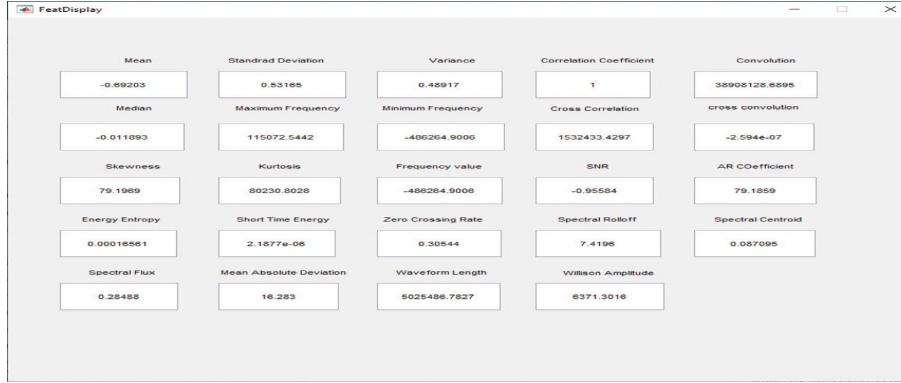 FeatDisplay
Mean Standrad Deviation Variance Correlation Coefficient Convolution
-0.69203 0.53165 0.48917 1 38908128.6895
Median Maximum Frequency Minimum Frequency Cross Correlation cross convolution
-0.011893 115072.5442 -486264.9006 1532433.4297 -2.594e-07
Skewness Kurtosis Frequency value SNR AR COefficient
79.1969 80230.8028 -486264.9006 -0.95584 79.1859
Energy Entropy Short Time Energy Zero Crossing Rate Spectral Rolloff Spectral Centroid
0.00016561 2.1877e-06 0.30544 7.4196 0.087095
Spectral Flux Mean Absolute Deviation Waveform Length Willison Amplitude
0.28488 16.283 5025486.7827 6371.3016